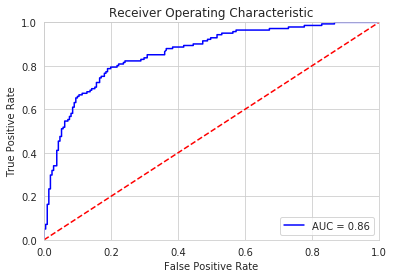 Receiver Operating Characteristic
1.0
0.8
0.6
0.4
0.2
0.0
True Positive Rate
AUC = 0.86
0.0 0.2 0.4 0.6 0.8 1.0
False Positive Rate